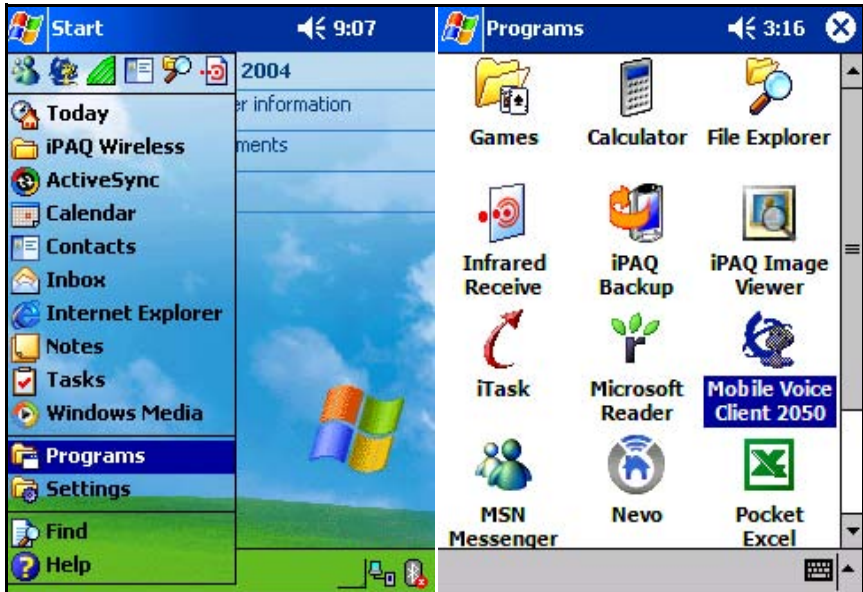 Start 9:07
2004
er information
ments
Today
iPAQ Wireless
ActiveSync
Calendar
Contacts
Inbox
Internet Explorer
Notes
Tasks
Windows Media
Programs
Settings
Find
Help
Programs 3:16
Games Calculator File Explorer
Infrared Receive
iPAQ Backup
iPAQ Image Viewer
iTask
Microsoft Reader
Mobile Voice Client 2050
MSN Messenger
Nevo
Pocket Excel